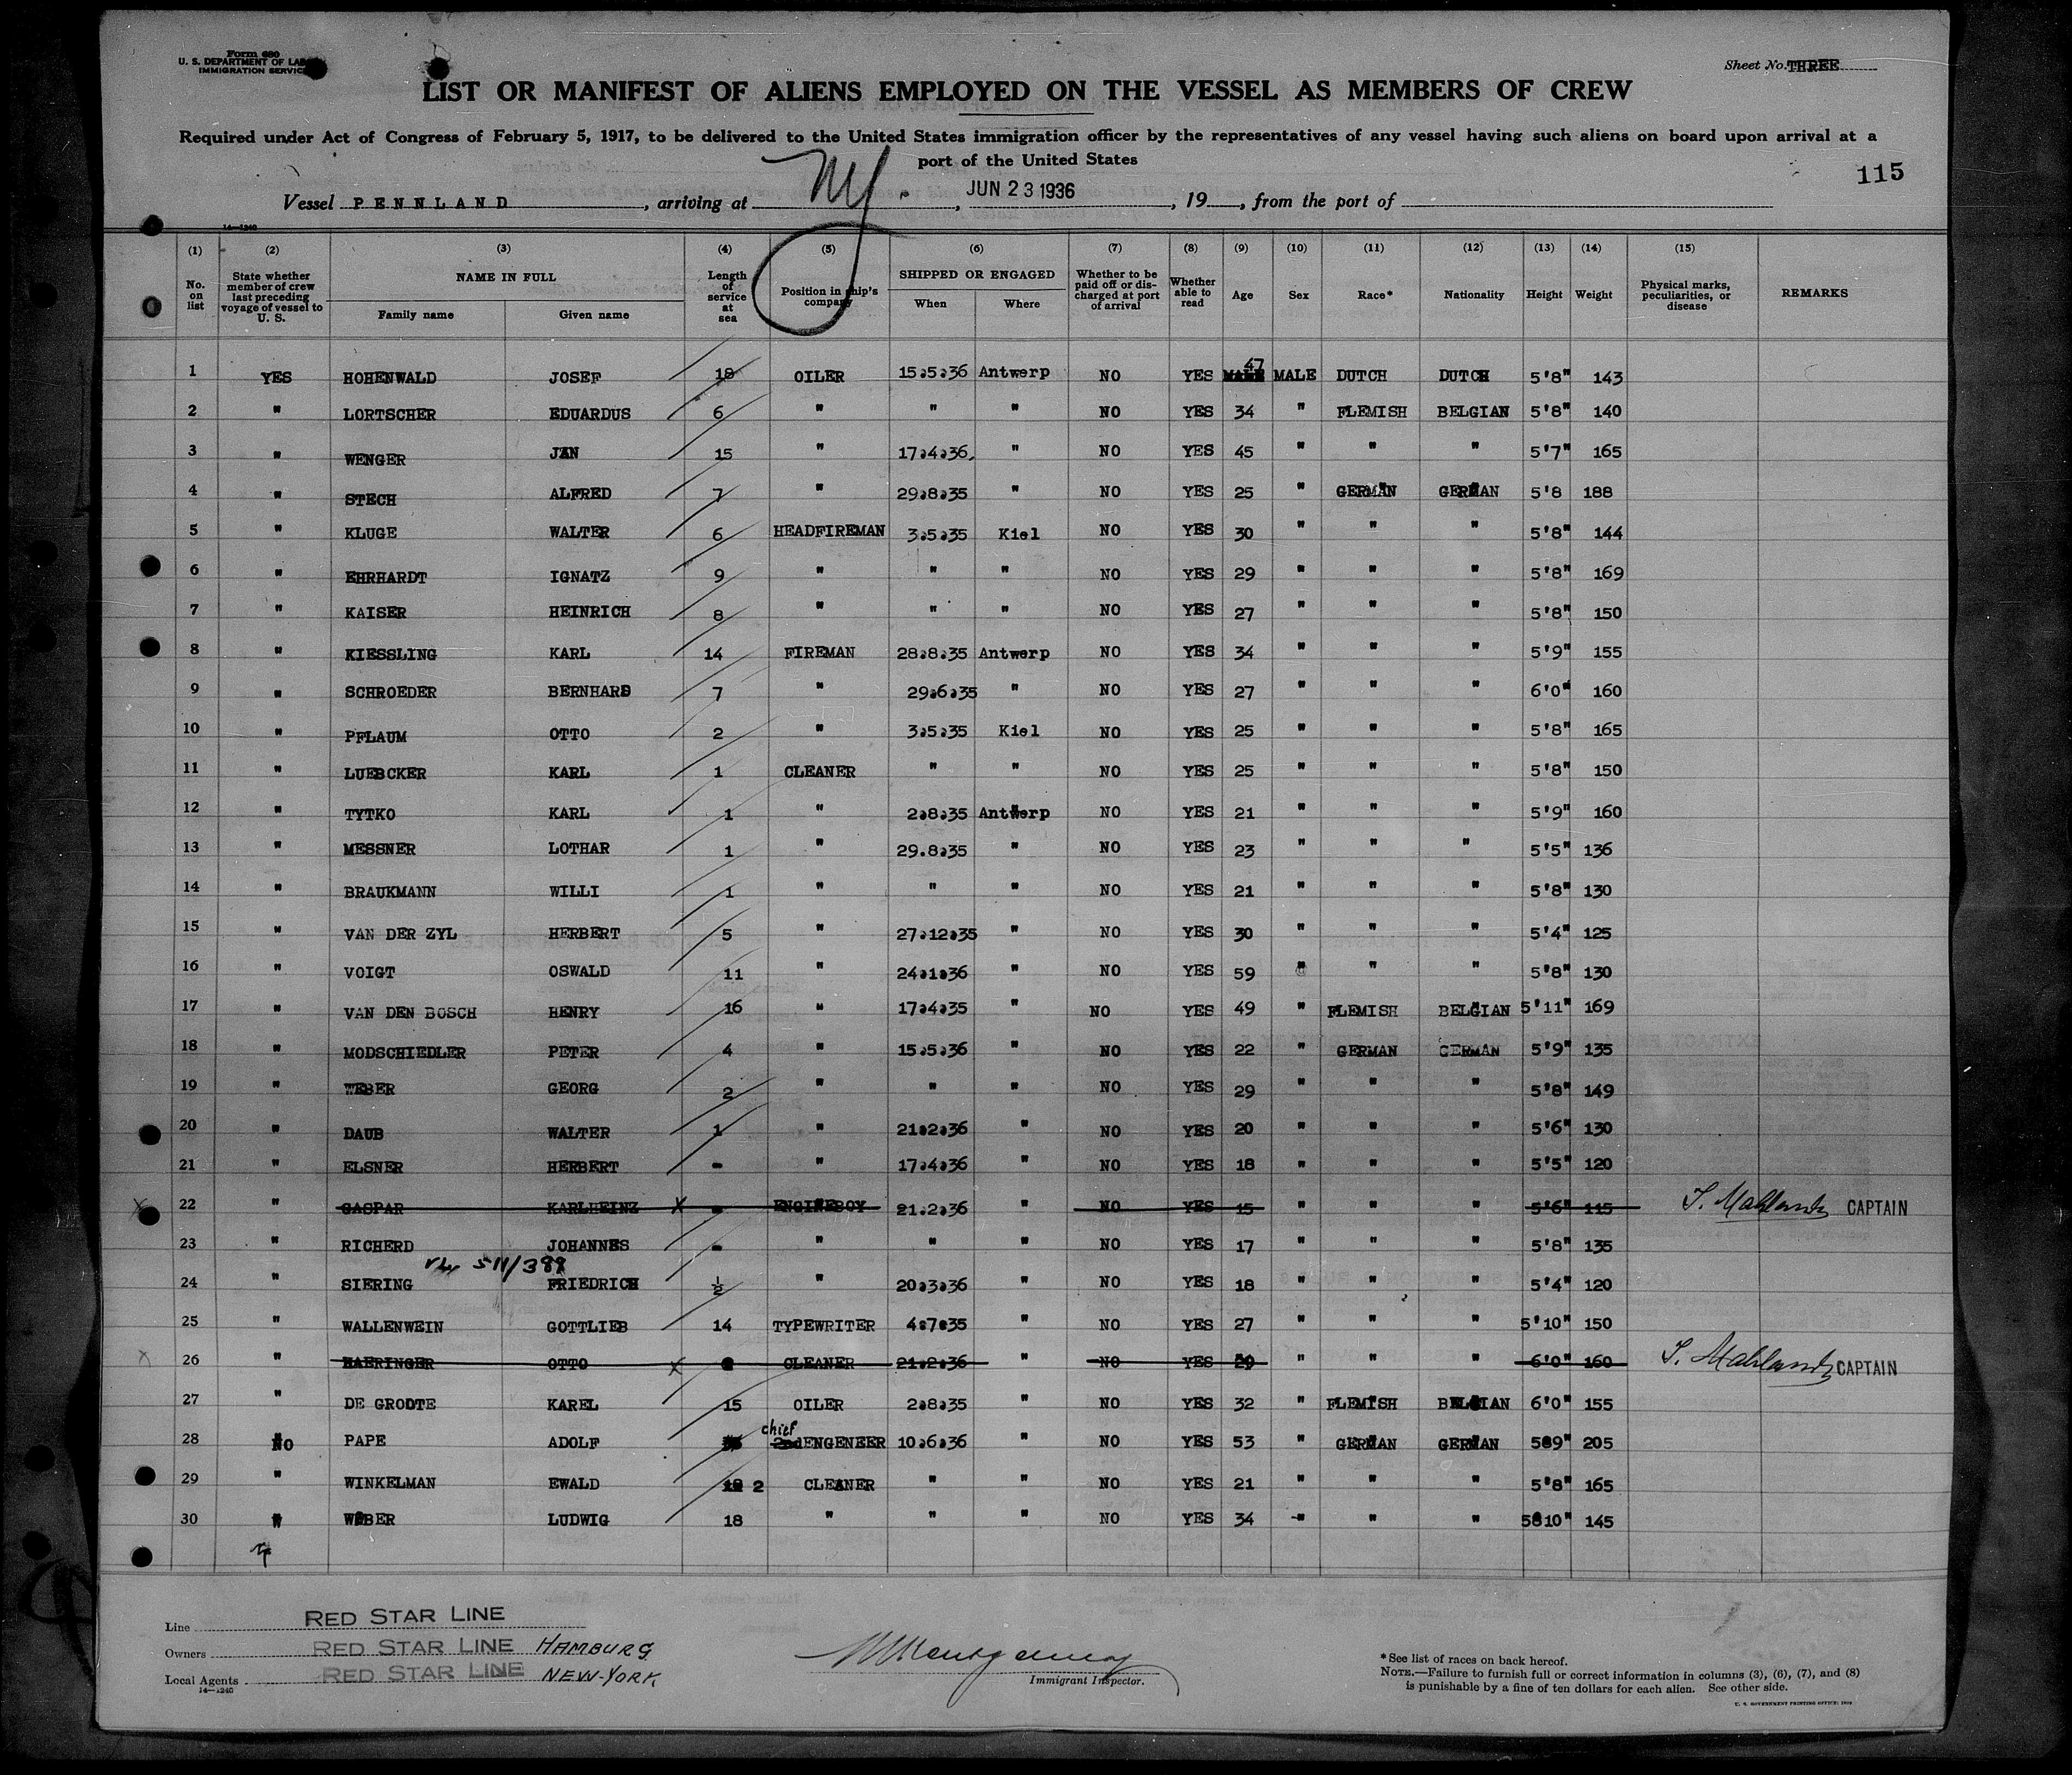 Form 680
U. S. DEPARTMENT OF LABOR
IMMIGRATION SERVICE
Sheet No. THREE
LIST OR MANIFEST OF ALIENS EMPLOYED ON THE VESSEL AS MEMBERS OF CREW
Required under Act of Congress of February 5, 1917, to be delivered to the United States immigration officer by the representatives of any vessel having such aliens on board upon arrival at a
port of the United States
115
Vessel PENNLAND, arriving at NY., JUN 23 1936, 19, from the port of
14—1240
(1) (2) (3) (4) (5) (6) (7) (8) (9) (10) (11) (12) (13) (14) (15)
No. on list State whether member of crew last preceding voyage of vessel to U. S. NAME IN FULL Family name Given name Length of service at sea Position in ship's company SHIPPED OR ENGAGED When Where Whether to be paid off or discharged at port of arrival Whether able to read Age Sex Race* Nationality Height Weight Physical marks, peculiarities, or disease REMARKS
1 YES HOHENWALD JOSEF 18 OILER 15.5.36 Antwerp NO YES 47 MALE DUTCH DUTCH 5'8" 143
2 " LORTSCHER EDUARDUS 6 " " " NO YES 34 " FLEMISH BELGIAN 5'8" 140
3 " WENGER JAN 15 " 17.4.36. " NO YES 45 " " " 5'7" 165
4 " STECH ALFRED 7 " 29.8.35 " NO YES 25 " GERMAN GERMAN 5'8 188
5 " KLUGE WALTER 6 HEADFIREMAN 3.5.35 Kiel NO YES 30 " " " 5'8" 144
6 " EHRHARDT IGNATZ 9 " " " NO YES 29 " " " 5'8" 169
7 " KAISER HEINRICH 8 " " " NO YES 27 " " " 5'8" 150
8 " KIESSLING KARL 14 FIREMAN 28.8.35 Antwerp NO YES 34 " " " 5'9" 155
9 " SCHROEDER BERNHARD 7 " 29.6.35 " NO YES 27 " " " 6'0" 160
10 " PFLAUM OTTO 2 " 3.5.35 Kiel NO YES 25 " " " 5'8" 165
11 " LUEBCKER KARL 1 CLEANER " " NO YES 25 " " " 5'8" 150
12 " TYTKO KARL 1 " 2.8.35 Antwerp NO YES 21 " " " 5'9" 160
13 " MESSNER LOTHAR 1 " 29.8.35 " NO YES 23 " " " 5'5" 136
14 " BRAUKMANN WILLI 1 " " " NO YES 21 " " " 5'8" 130
15 " VAN DER ZYL HERBERT 5 " 27.12.35 " NO YES 30 " " " 5'4" 125
16 " VOIGT OSWALD 11 " 24.1.36 " NO YES 59 " " " 5'8" 130
17 " VAN DEN BOSCH HENRY 16 " 17.4.35 " NO YES 49 " FLEMISH BELGIAN 5'11" 169
18 " MODSCHIEDLER PETER 4 " 15.5.36 " NO YES 22 " GERMAN GERMAN 5'9" 135
19 " WEBER GEORG 2 " " " NO YES 29 " " " 5'8" 149
20 " DAUB WALTER 1 " 21.2.36 " NO YES 20 " " " 5'6" 130
21 " ELSNER HERBERT - " 17.4.36 " NO YES 18 " " " 5'5" 120
X 22 " GASPAR KARLHEINZ X - ENGINEBOY 21.2.36 " NO YES 15 " " " 5'6" 115 CAPTAIN
23 " RICHERD JOHANNES - " " " NO YES 17 " " " 5'8" 135
511/389
24 " SIERING FRIEDRICH ½ " 20.3.36 " NO YES 18 " " " 5'4" 120
25 " WALLENWEIN GOTTLIEB 14 TYPEWRITER 4.7.35 " NO YES 27 " " " 5'10" 150
X 26 " HAERINGER OTTO X CLEANER 21.2.36 " NO YES 20 " " " 6'0" 160 CAPTAIN
27 " DE GROOTE KAREL 15 OILER 2.8.35 " NO YES 32 " FLEMISH BELGIAN 6'0" 155
28 NO PAPE ADOLF chief 2nd ENGENEER 10.6.36 " NO YES 53 " GERMAN GERMAN 589" 205
29 " WINKELMAN EWALD 2 CLEANER " " NO YES 21 " " " 5'8" 165
30 " WEBER LUDWIG 18 " " " NO YES 34 " " " 5810" 145
Line RED STAR LINE
Owners RED STAR LINE HAMBURG
Local Agents RED STAR LINE NEW-YORK
14—1240
Immigrant Inspector.
*See list of races on back hereof.
NOTE.—Failure to furnish full or correct information in columns (3), (6), (7), and (8)
is punishable by a fine of ten dollars for each alien. See other side.